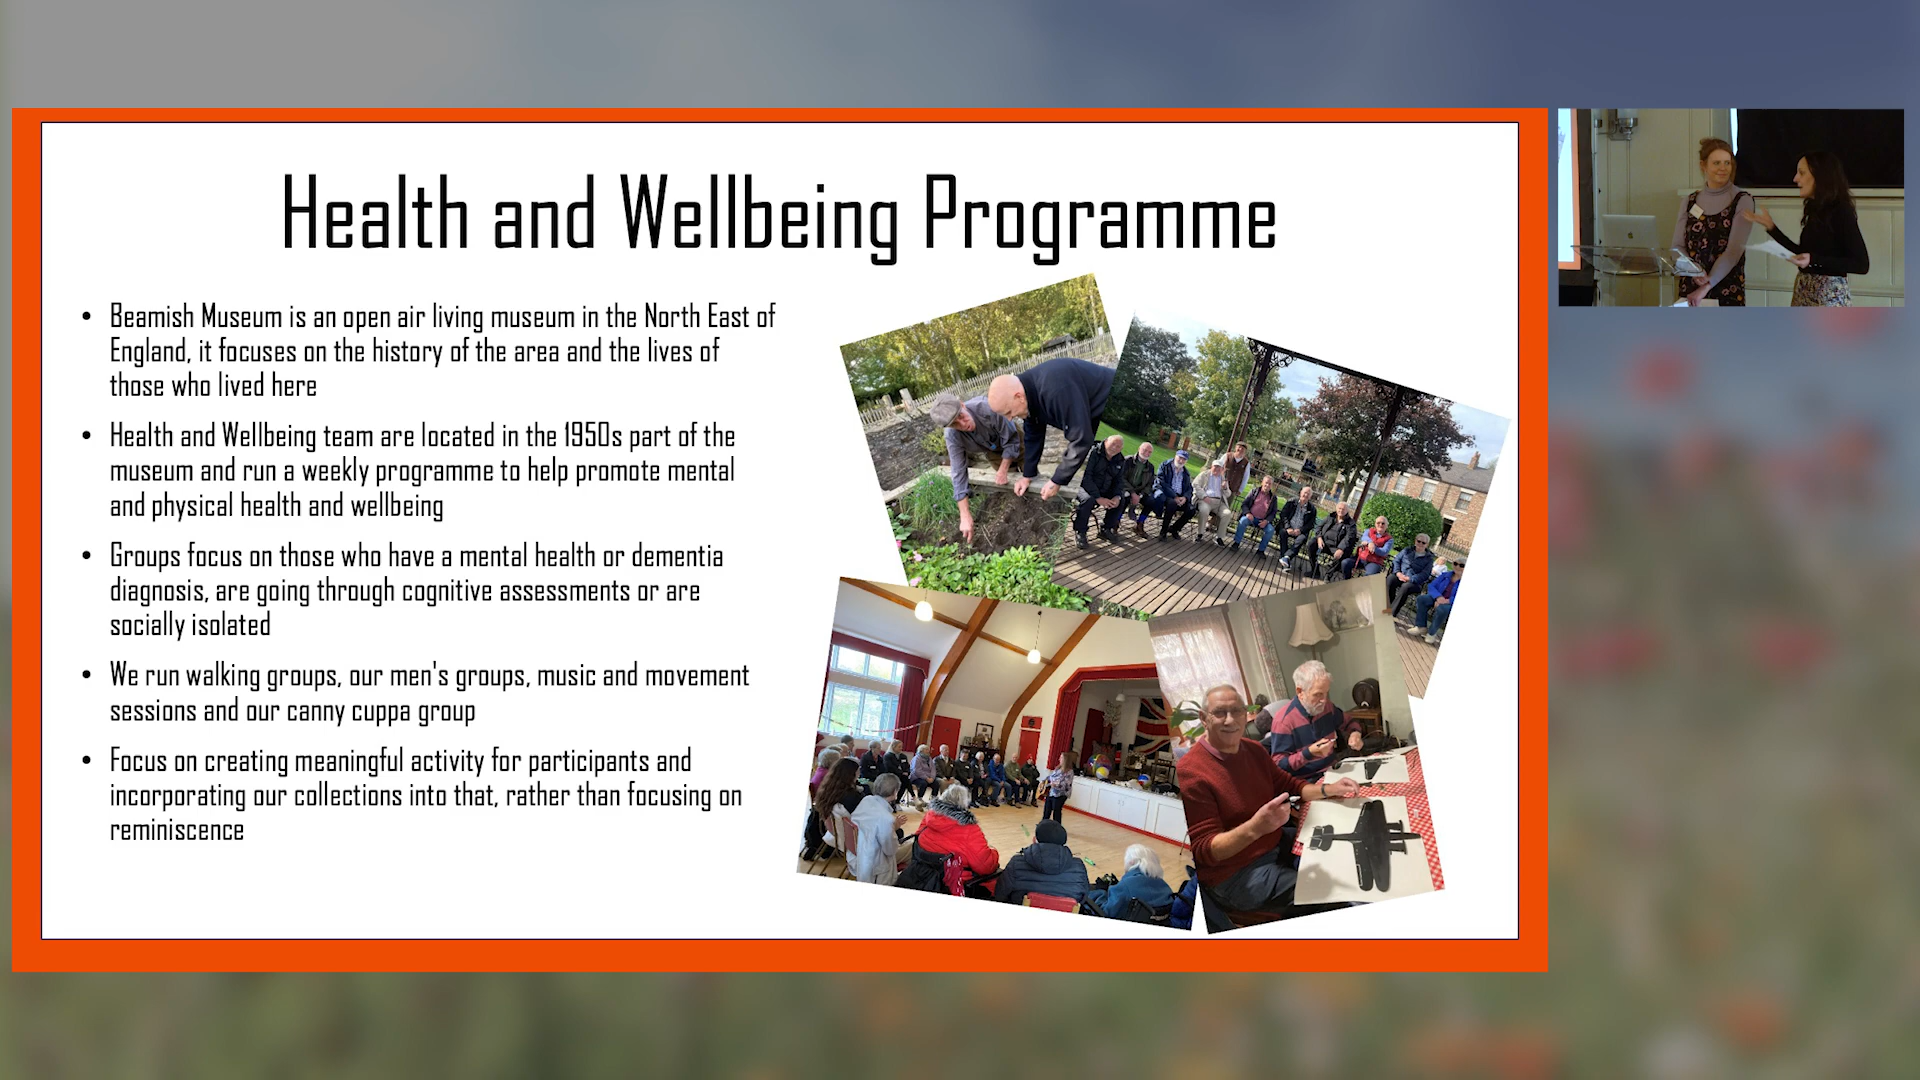 Health and Wellbeing Programme
• Beamish Museum is an open air living museum in the North East of
England, it focuses on the history of the area and the lives of
those who lived here
• Health and Wellbeing team are located in the 1950s part of the
museum and run a weekly programme to help promote mental
and physical health and wellbeing
• Groups focus on those who have a mental health or dementia
diagnosis, are going through cognitive assessments or are
socially isolated
• We run walking groups, our men's groups, music and movement
sessions and our canny cuppa group
• Focus on creating meaningful activity for participants and
incorporating our collections into that, rather than focusing on
reminiscence